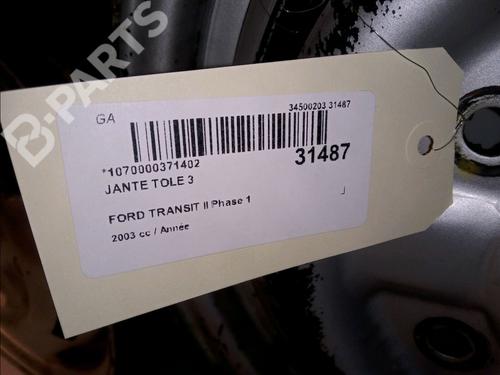 B-PARTS
GA
34500203 31487
*1070000371402
31487
JANTE TOLE 3
FORD TRANSIT II Phase 1
2003 cc / Année